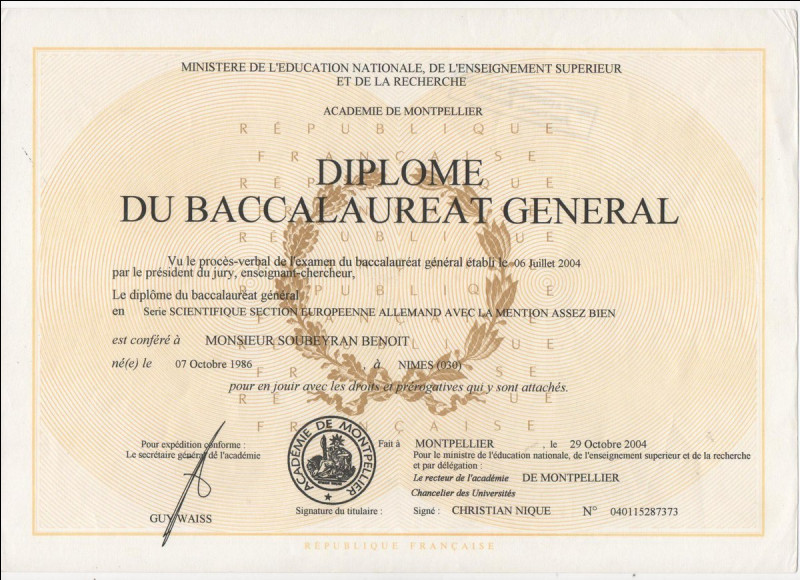 MINISTERE DE L'EDUCATION NATIONALE, DE L'ENSEIGNEMENT SUPERIEUR
ET DE LA RECHERCHE
ACADEMIE DE MONTPELLIER
RÉPUBLIQUE
FRANÇAISE
DIPLOME
DU BACCALAUREAT GENERAL
Vu le procès-verbal de l'examen du baccalauréat général établi le 06 Juillet 2004
par le président du jury, enseignant-chercheur,
Le diplôme du baccalauréat général
en Serie SCIENTIFIQUE SECTION EUROPEENNE ALLEMAND AVEC LA MENTION ASSEZ BIEN
est conféré à MONSIEUR SOUBEYRAN BENOIT
né(e) le 07 Octobre 1986 , à NIMES (030)
pour en jouir avec les droits et prérogatives qui y sont attachés.
FRANÇAISE
Pour expédition conforme :
Le secrétaire général de l'académie
GUY WAISS
ACADÉMIE DE MONTPELLIER
Signature du titulaire :
Fait à MONTPELLIER , le 29 Octobre 2004
Pour le ministre de l'éducation nationale, de l'enseignement superieur et de la recherche
et par délégation :
Le recteur de l'académie DE MONTPELLIER
Chancelier des Universités
Signé : CHRISTIAN NIQUE N° 040115287373
RÉPUBLIQUE FRANÇAISE